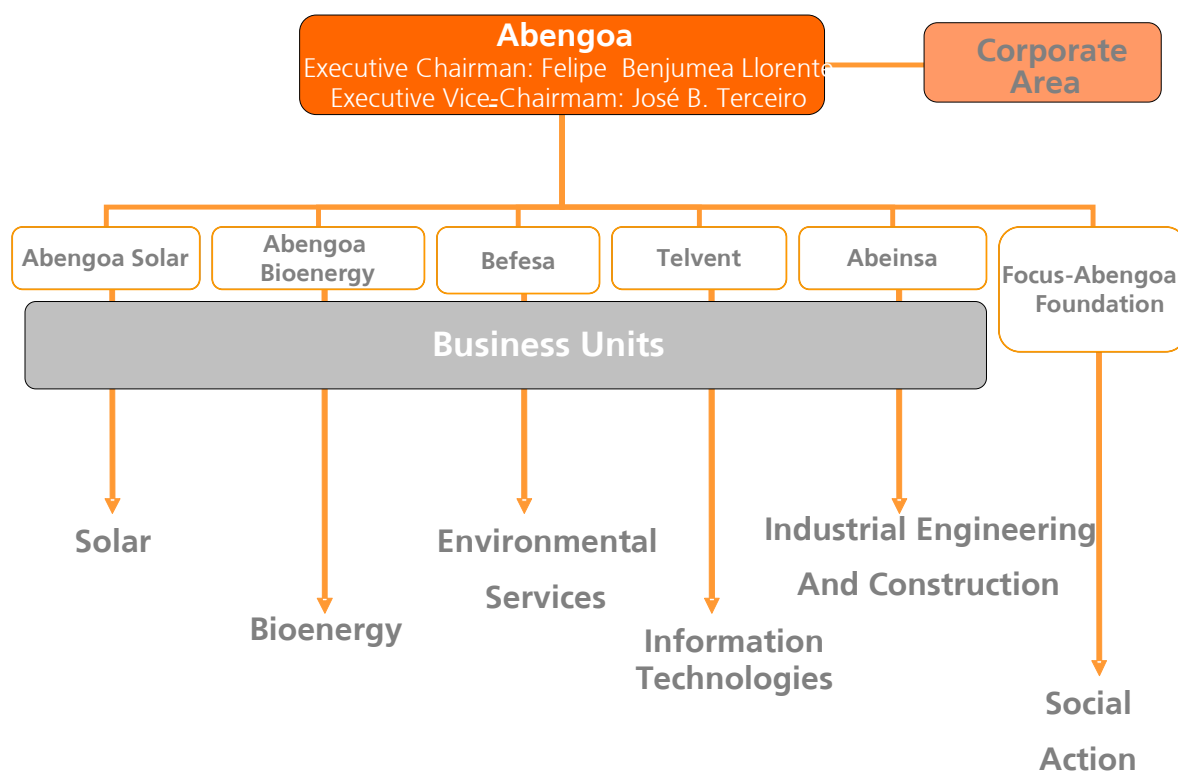 Abengoa
Executive Chairman: Felipe Benjumea Llorente
Executive Vice-Chairmam: José B. Terceiro
Corporate
Area
Abengoa Solar
Abengoa
Bioenergy
Befesa
Telvent
Abeinsa
Focus-Abengoa
Foundation
Business Units
Solar
Bioenergy
Environmental
Services
Information
Technologies
Industrial Engineering
And Construction
Social
Action